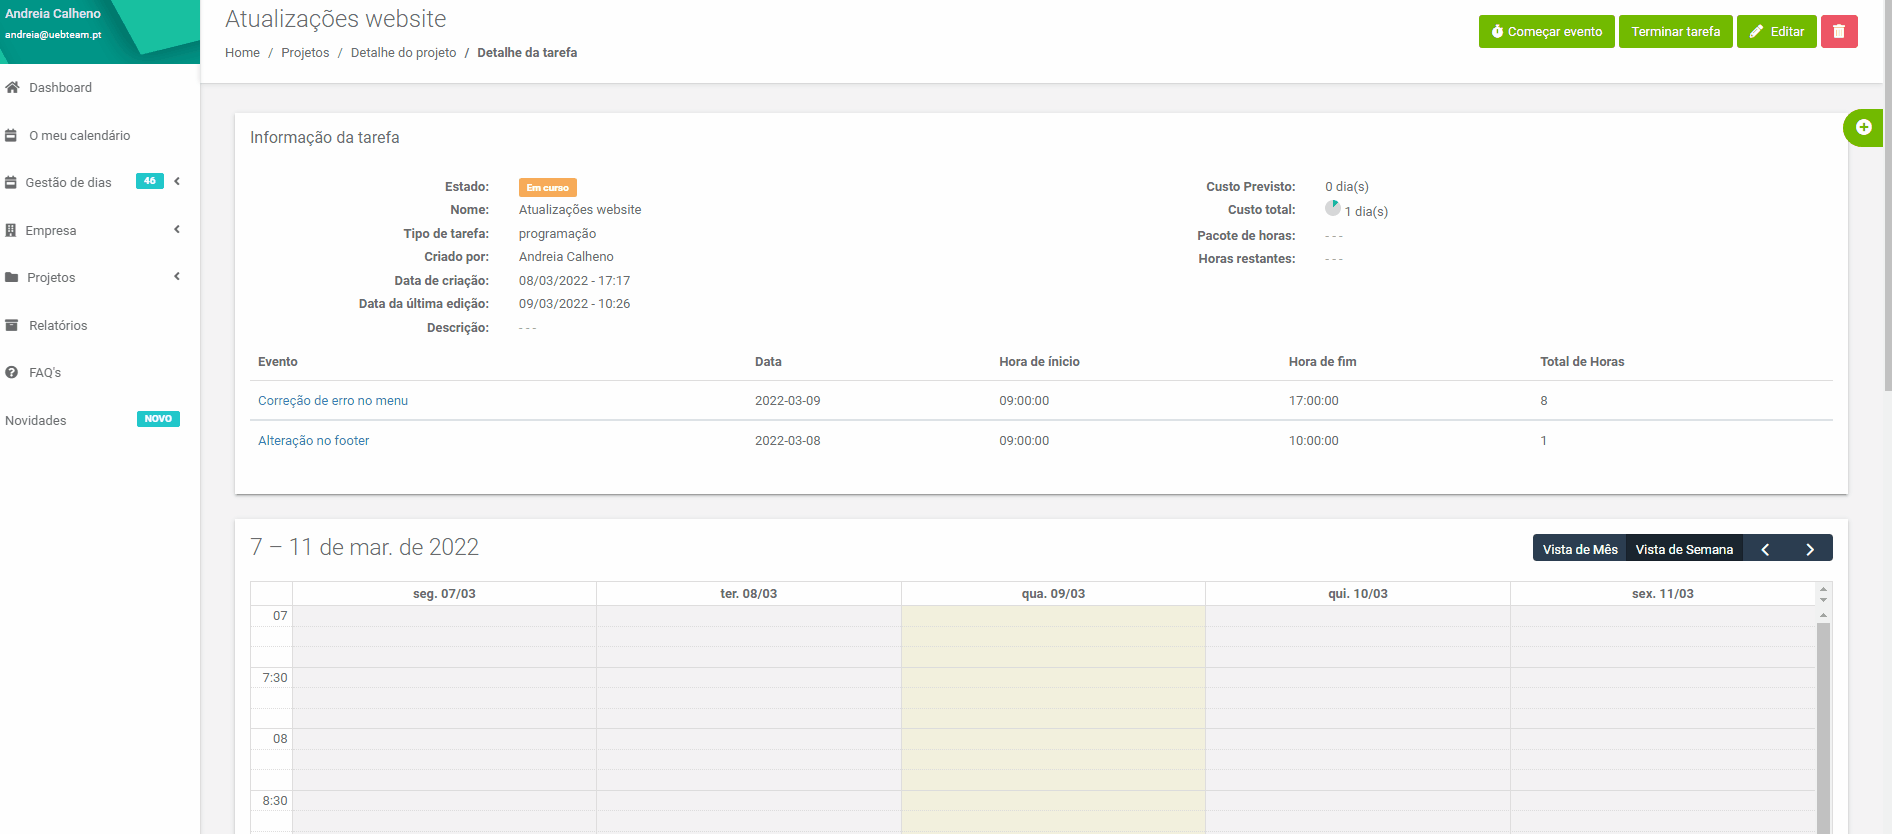 Andreia Calheno
andreia@uebteam.pt
Dashboard
O meu calendário
Gestão de dias 46
Empresa
Projetos
Relatórios
FAQ's
Novidades NOVO
Atualizações website
Home / Projetos / Detalhe do projeto / Detalhe da tarefa
Começar evento Terminar tarefa Editar
Informação da tarefa
Estado: Em curso
Nome: Atualizações website
Tipo de tarefa: programação
Criado por: Andreia Calheno
Data de criação: 08/03/2022 - 17:17
Data da última edição: 09/03/2022 - 10:26
Descrição: - - -
Custo Previsto: 0 dia(s)
Custo total: 1 dia(s)
Pacote de horas: - - -
Horas restantes: - - -
Evento Data Hora de ínicio Hora de fim Total de Horas
Correção de erro no menu 2022-03-09 09:00:00 17:00:00 8
Alteração no footer 2022-03-08 09:00:00 10:00:00 1
7 – 11 de mar. de 2022
Vista de Mês Vista de Semana
seg. 07/03 ter. 08/03 qua. 09/03 qui. 10/03 sex. 11/03
07
7:30
08
8:30